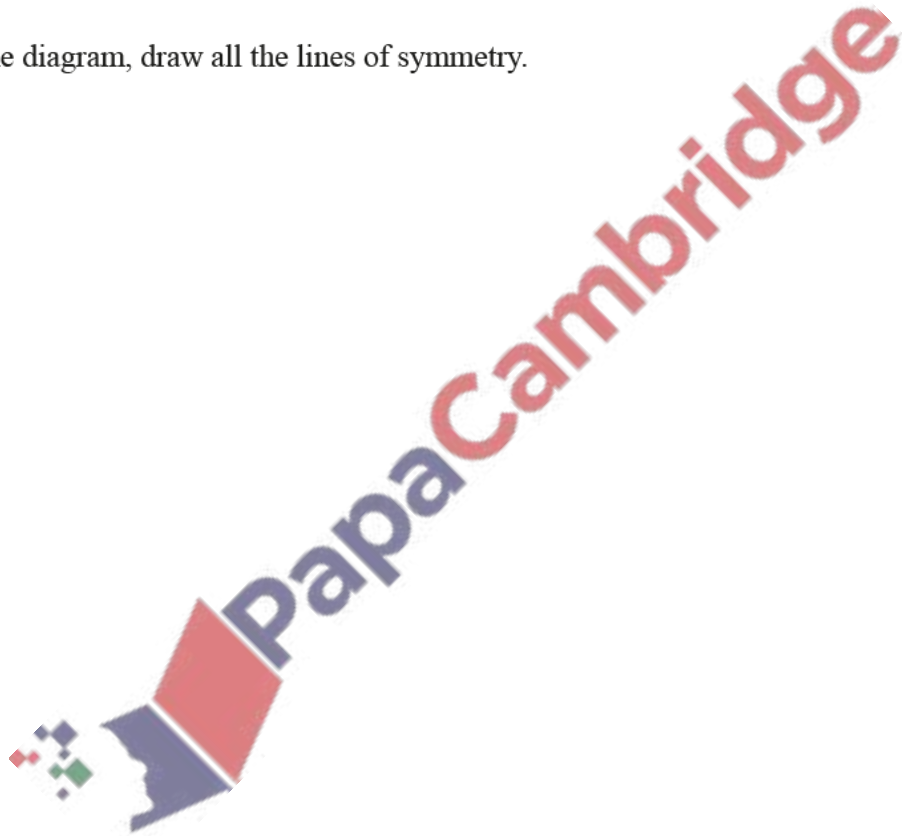 e diagram, draw all the lines of symmetry.
PapaCambridge